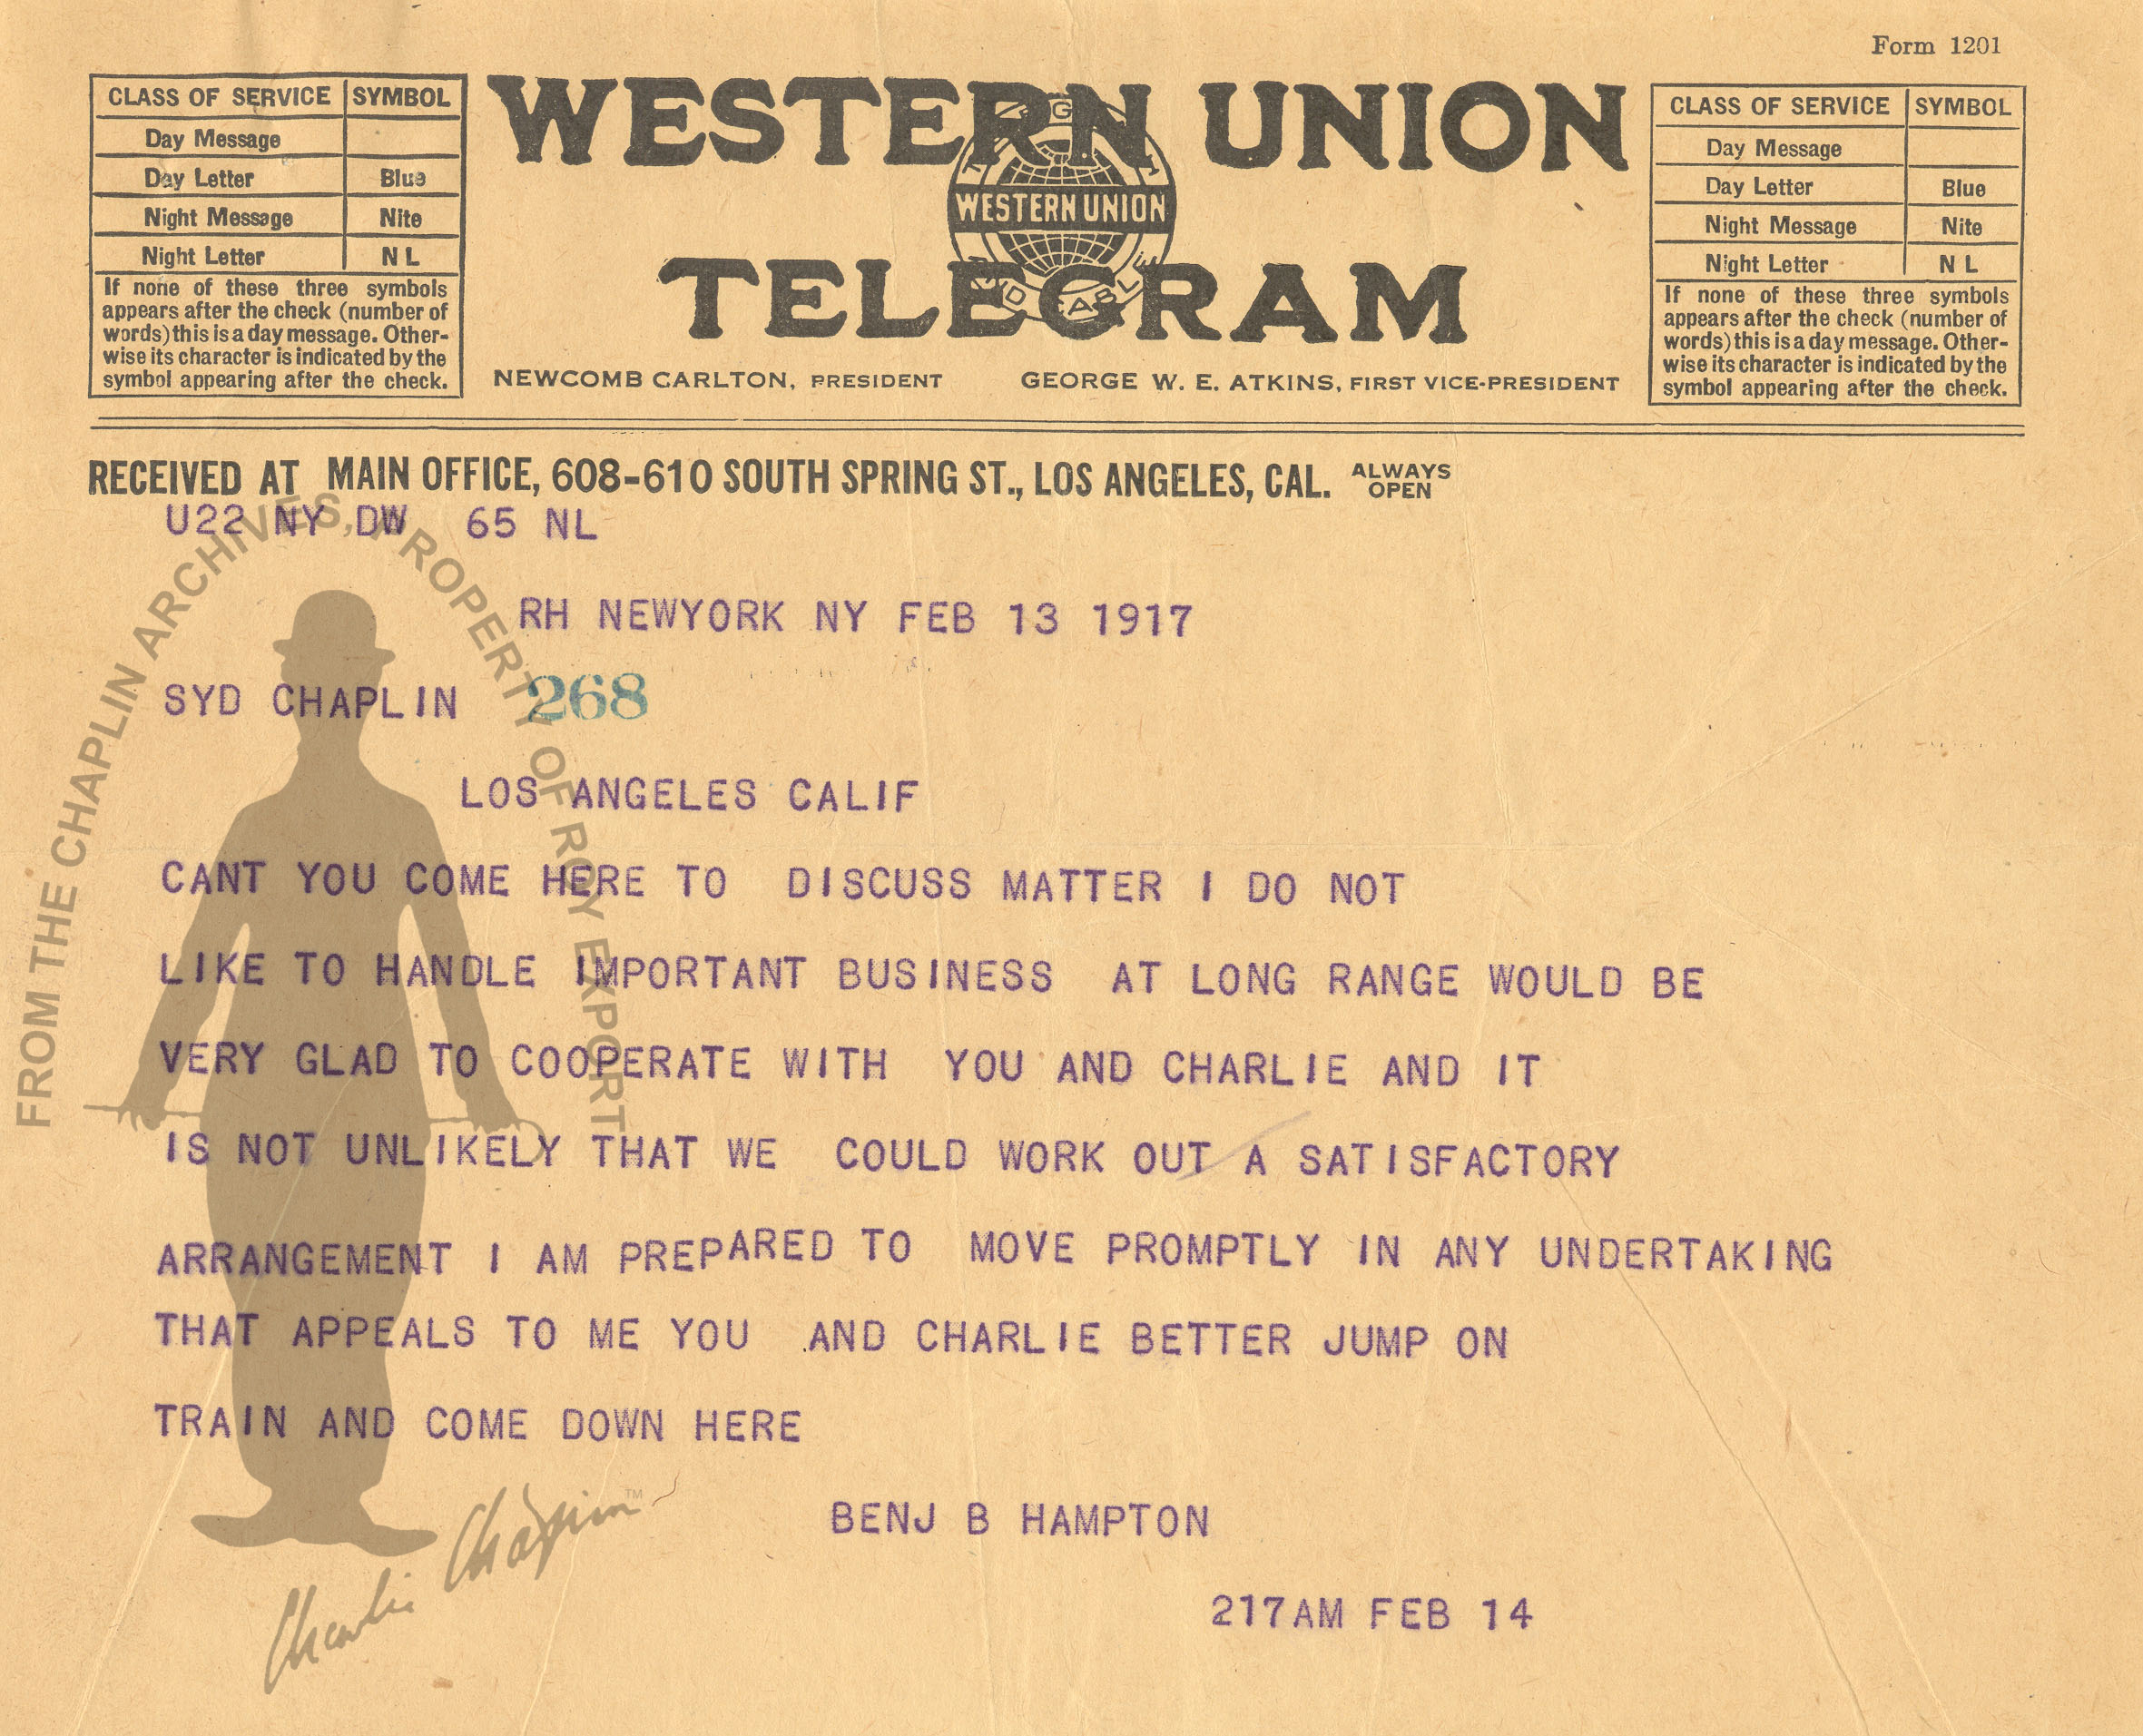 Form 1201
CLASS OF SERVICE SYMBOL
Day Message
Day Letter Blue
Night Message Nite
Night Letter N L
If none of these three symbols
appears after the check (number of
words) this is a day message. Other-
wise its character is indicated by the
symbol appearing after the check.
WESTERN UNION
WESTERN UNION
TELEGRAM
NEWCOMB CARLTON, PRESIDENT GEORGE W. E. ATKINS, FIRST VICE-PRESIDENT
CLASS OF SERVICE SYMBOL
Day Message
Day Letter Blue
Night Message Nite
Night Letter N L
If none of these three symbols
appears after the check (number of
words) this is a day message. Other-
wise its character is indicated by the
symbol appearing after the check.
RECEIVED AT MAIN OFFICE, 608-610 SOUTH SPRING ST., LOS ANGELES, CAL. ALWAYS OPEN
U22 NY DW 65 NL
RH NEWYORK NY FEB 13 1917
SYD CHAPLIN 268
LOS ANGELES CALIF
CANT YOU COME HERE TO DISCUSS MATTER I DO NOT
LIKE TO HANDLE IMPORTANT BUSINESS AT LONG RANGE WOULD BE
VERY GLAD TO COOPERATE WITH YOU AND CHARLIE AND IT
IS NOT UNLIKELY THAT WE COULD WORK OUT A SATISFACTORY
ARRANGEMENT I AM PREPARED TO MOVE PROMPTLY IN ANY UNDERTAKING
THAT APPEALS TO ME YOU AND CHARLIE BETTER JUMP ON
TRAIN AND COME DOWN HERE
BENJ B HAMPTON
217AM FEB 14
FROM THE CHAPLIN ARCHIVES, PROPERTY OF ROY EXPORT
Charlie Chaplin™